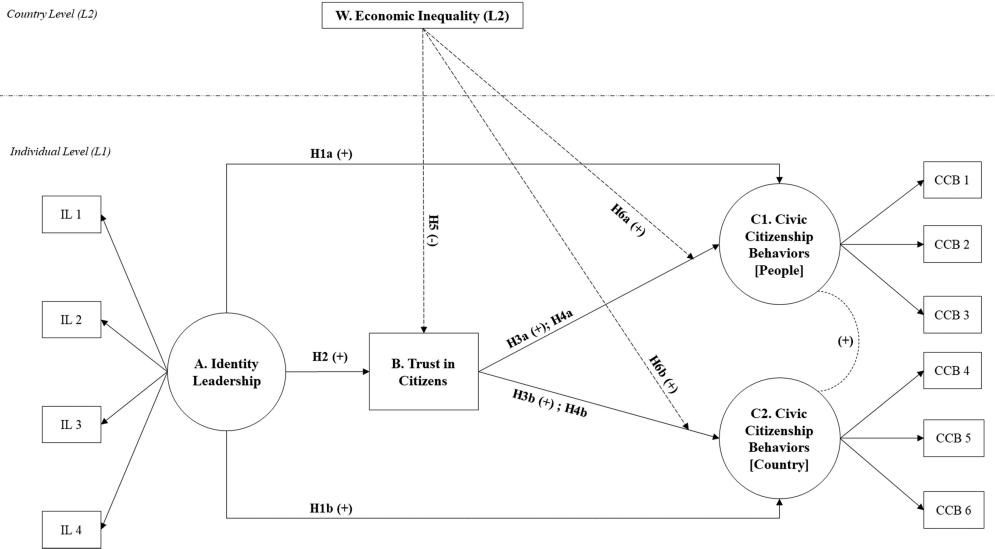 Country Level (L2)
W. Economic Inequality (L2)
Individual Level (L1)
H1a (+)
IL 1
IL 2
IL 3
IL 4
A. Identity
Leadership
H2 (+)
H5 (-)
B. Trust in
Citizens
H3a (+); H4a
H3b (+) ; H4b
H6a (+)
H6b (+)
H1b (+)
C1. Civic
Citizenship
Behaviors
[People]
(+)
C2. Civic
Citizenship
Behaviors
[Country]
CCB 1
CCB 2
CCB 3
CCB 4
CCB 5
CCB 6